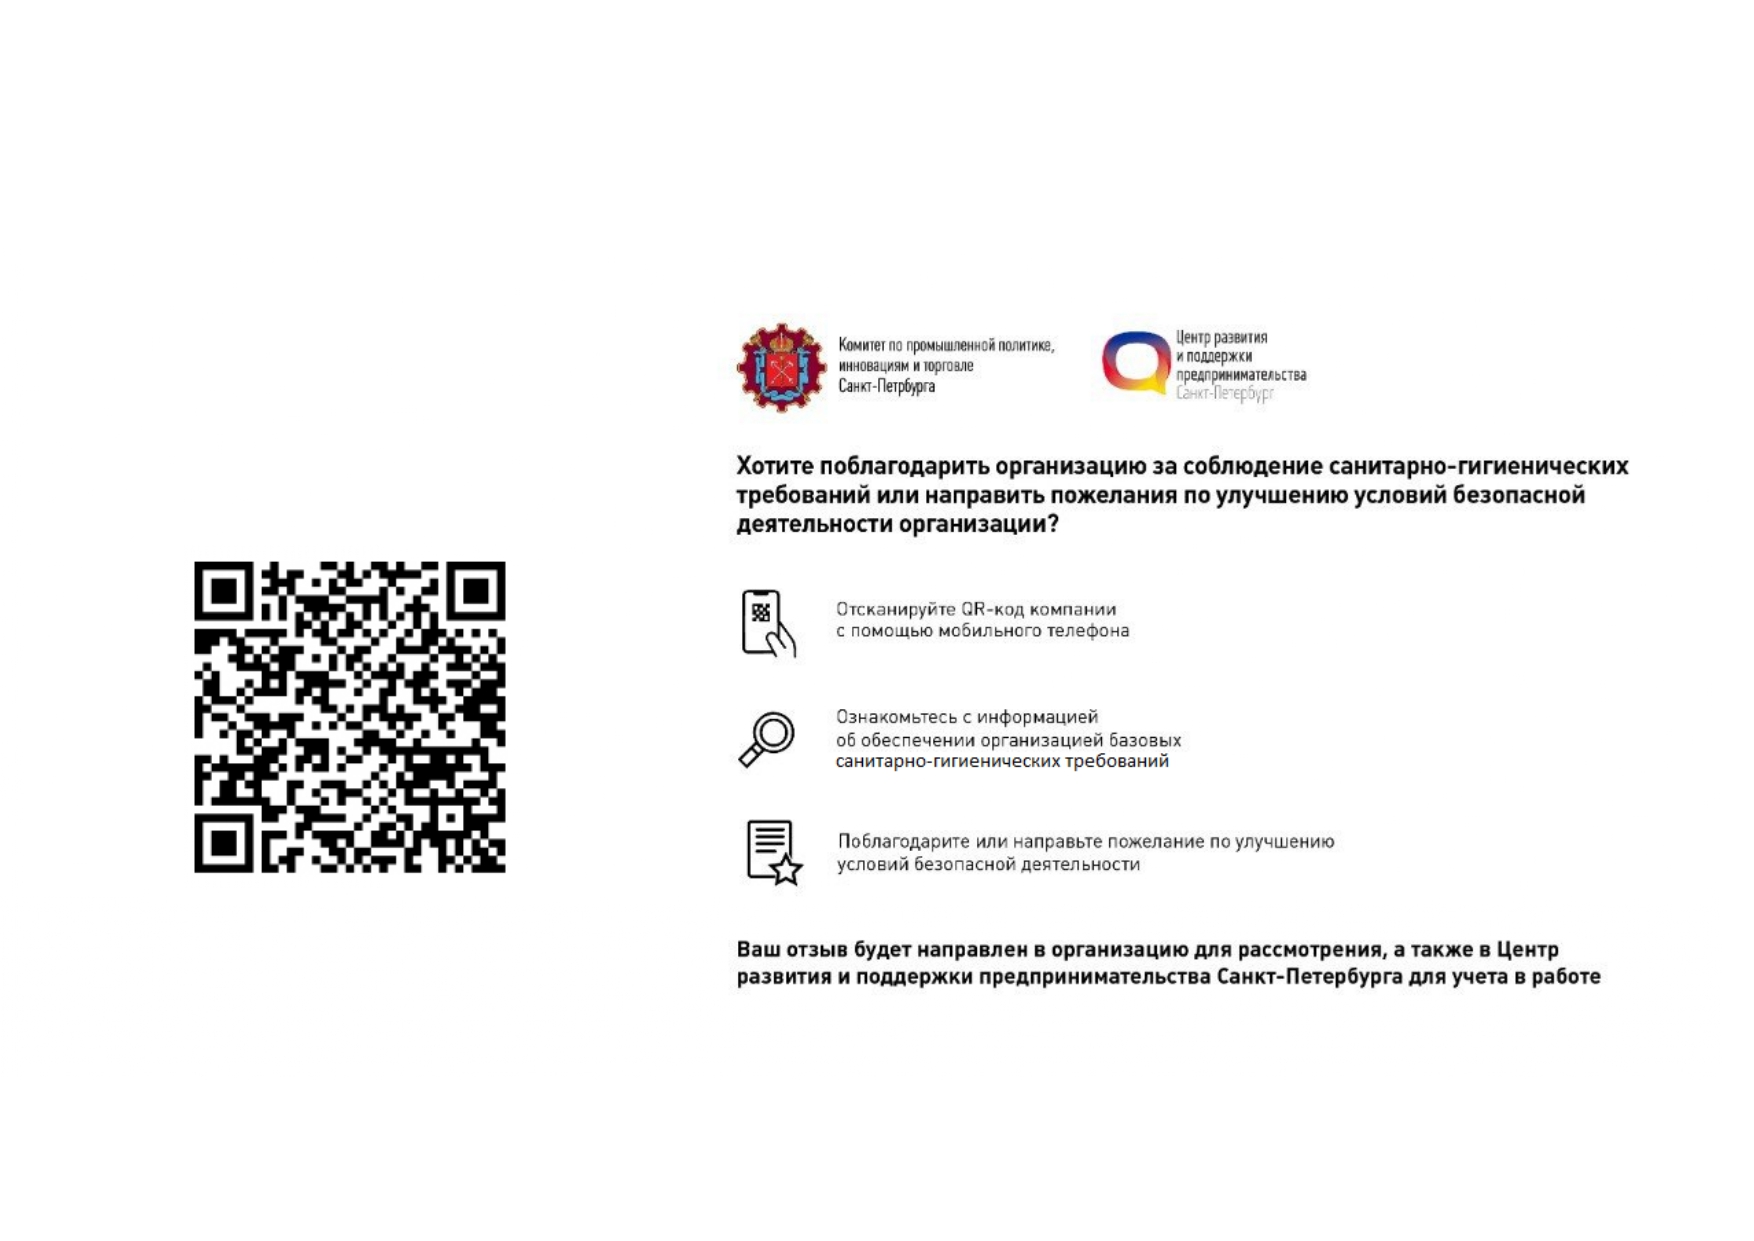 Комитет по промышленной политике,
инновациям и торговле
Санкт-Петрбурга
Центр развития
и поддержки
предпринимательства
Санкт-Петербург
Хотите поблагодарить организацию за соблюдение санитарно-гигиенических
требований или направить пожелания по улучшению условий безопасной
деятельности организации?
Отсканируйте QR-код компании
с помощью мобильного телефона
Ознакомьтесь с информацией
об обеспечении организацией базовых
санитарно-гигиенических требований
Поблагодарите или направьте пожелание по улучшению
условий безопасной деятельности
Ваш отзыв будет направлен в организацию для рассмотрения, а также в Центр
развития и поддержки предпринимательства Санкт-Петербурга для учета в работе